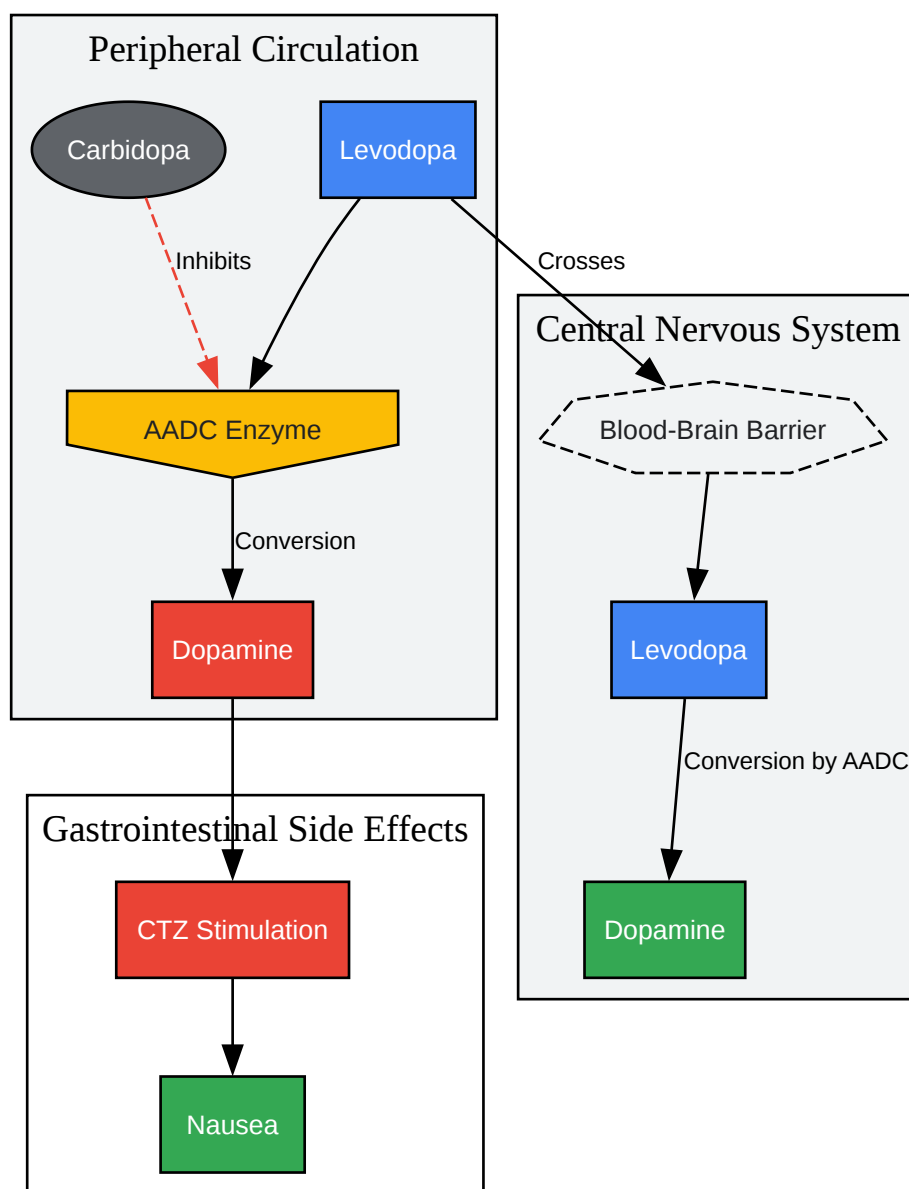 Peripheral Circulation
Carbidopa
Levodopa
Inhibits
Crosses
AADC Enzyme
Conversion
Dopamine
Central Nervous System
Blood-Brain Barrier
Levodopa
Conversion by AADC
Dopamine
Gastrointestinal Side Effects
CTZ Stimulation
Nausea